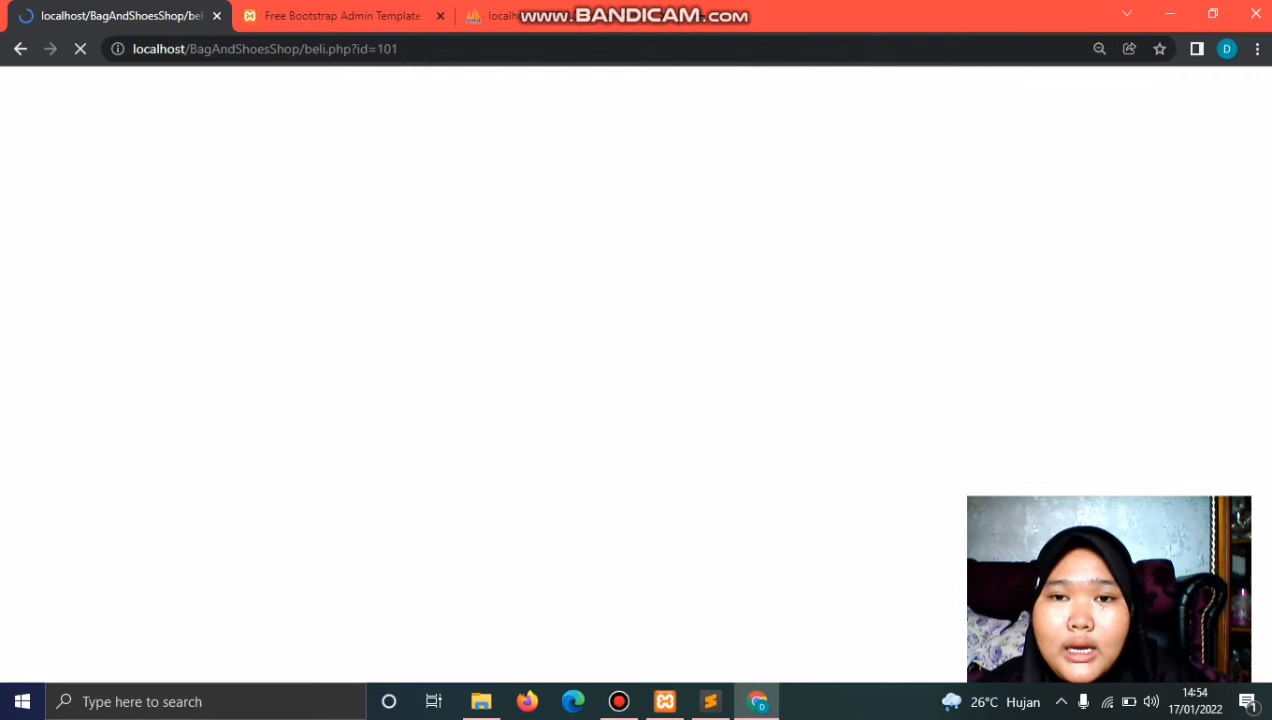 localhost/BagAndShoesShop/bel
Free Bootstrap Admin Template
localh
www.BANDICAM.com
localhost/BagAndShoesShop/beli.php?id=101
D
Type here to search
D
26°C Hujan
14:54
17/01/2022
1